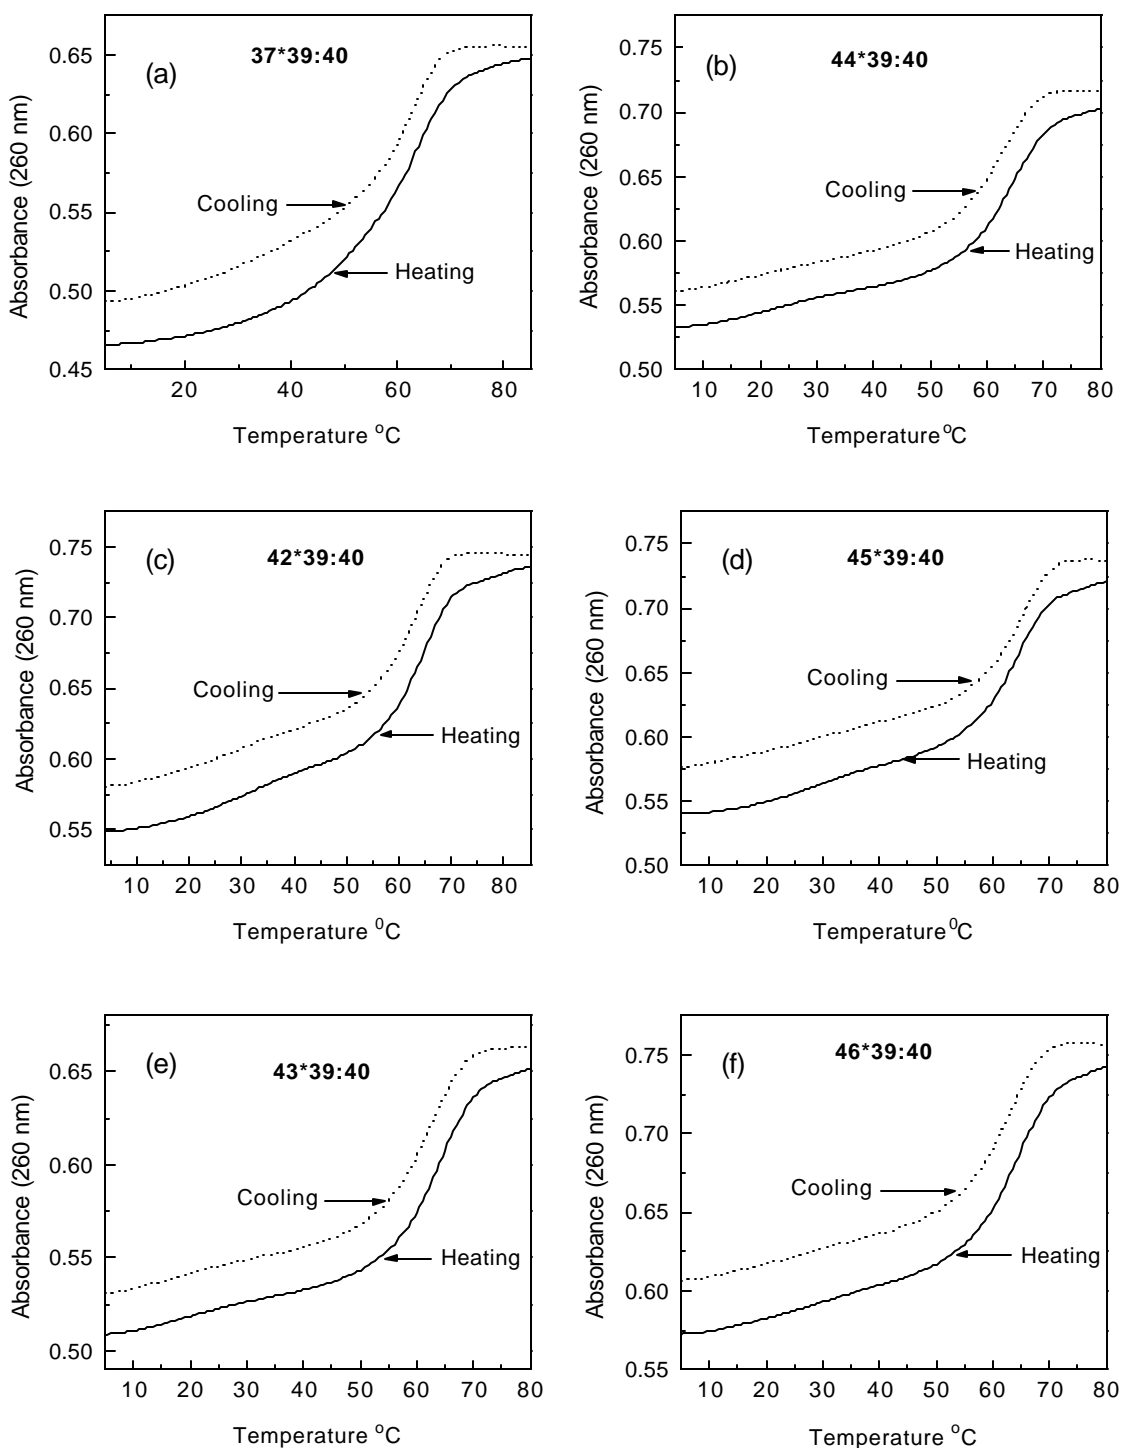 (a)
37*39:40
Absorbance (260 nm)
0.65
0.60
0.55
0.50
0.45
Cooling
Heating
20 40 60 80
Temperature °C
(b)
44*39:40
Absorbance (260 nm)
0.75
0.70
0.65
0.60
0.55
0.50
Cooling
Heating
10 20 30 40 50 60 70 80
Temperature °C
(c)
42*39:40
Absorbance (260 nm)
0.75
0.70
0.65
0.60
0.55
Cooling
Heating
10 20 30 40 50 60 70 80
Temperature ⁰C
(d)
45*39:40
Absorbance (260 nm)
0.75
0.70
0.65
0.60
0.55
0.50
Cooling
Heating
10 20 30 40 50 60 70 80
Temperature ⁰C
(e)
43*39:40
Absorbance (260 nm)
0.65
0.60
0.55
0.50
Cooling
Heating
10 20 30 40 50 60 70 80
Temperature °C
(f)
46*39:40
Absorbance (260 nm)
0.75
0.70
0.65
0.60
0.55
Cooling
Heating
10 20 30 40 50 60 70 80
Temperature °C